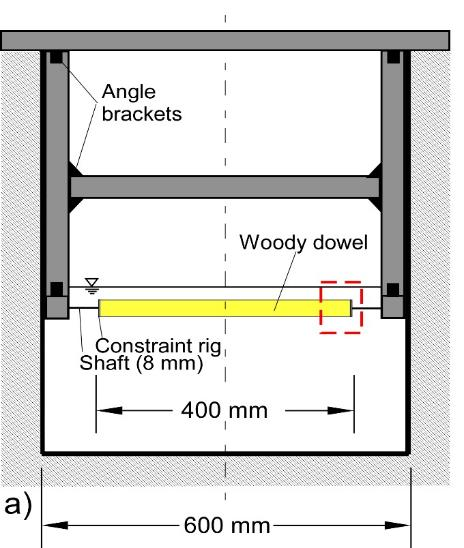 Angle
brackets
Woody dowel
Constraint rig
Shaft (8 mm)
400 mm
a)
600 mm